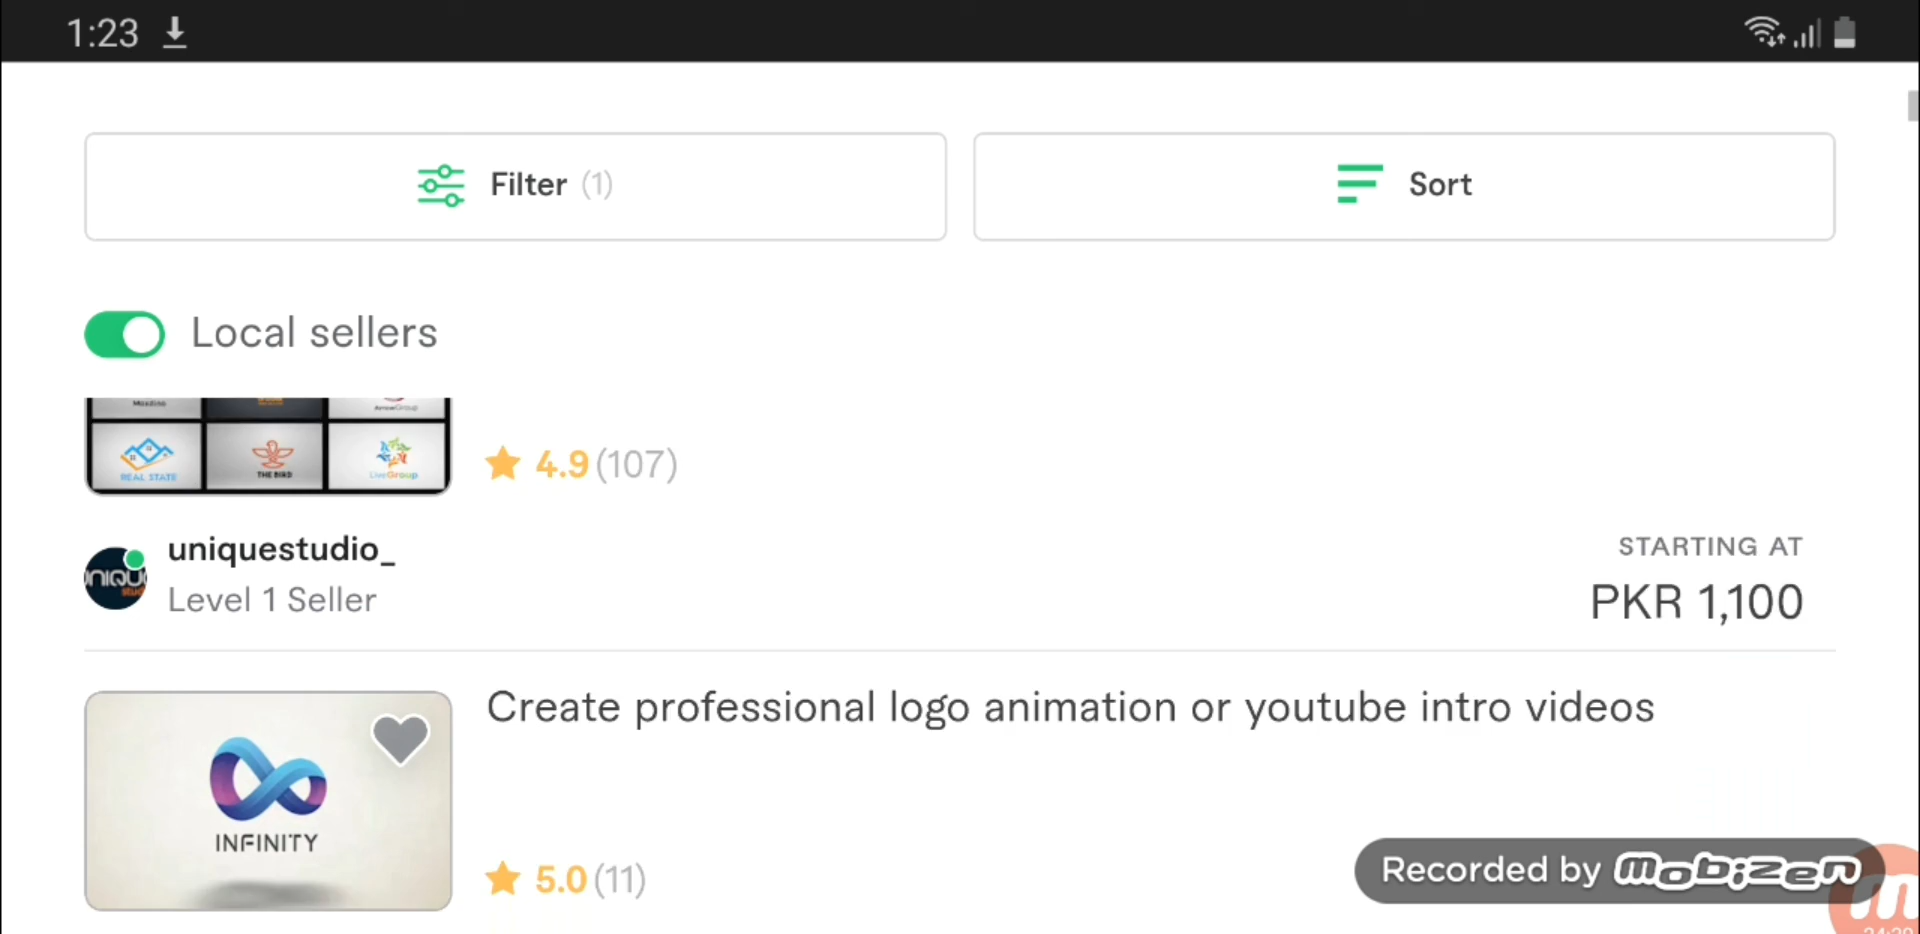 1:23
Filter (1)
Sort
Local sellers
REAL STATE
THE BIRD
LiveGroup
4.9 (107)
uniquestudio_
Level 1 Seller
STARTING AT
PKR 1,100
Create professional logo animation or youtube intro videos
INFINITY
5.0 (11)
Recorded by mobizen